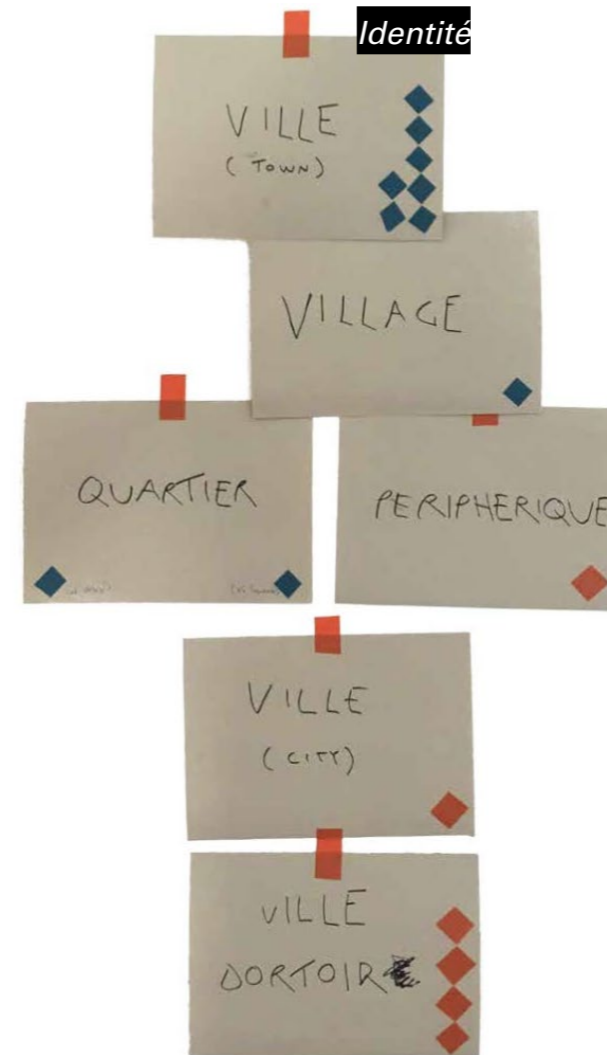 Identité
VILLE
(TOWN)
VILLAGE
QUARTIER
PERIPHERIQUE
VILLE
(CITY)
VILLE
DORTOIR